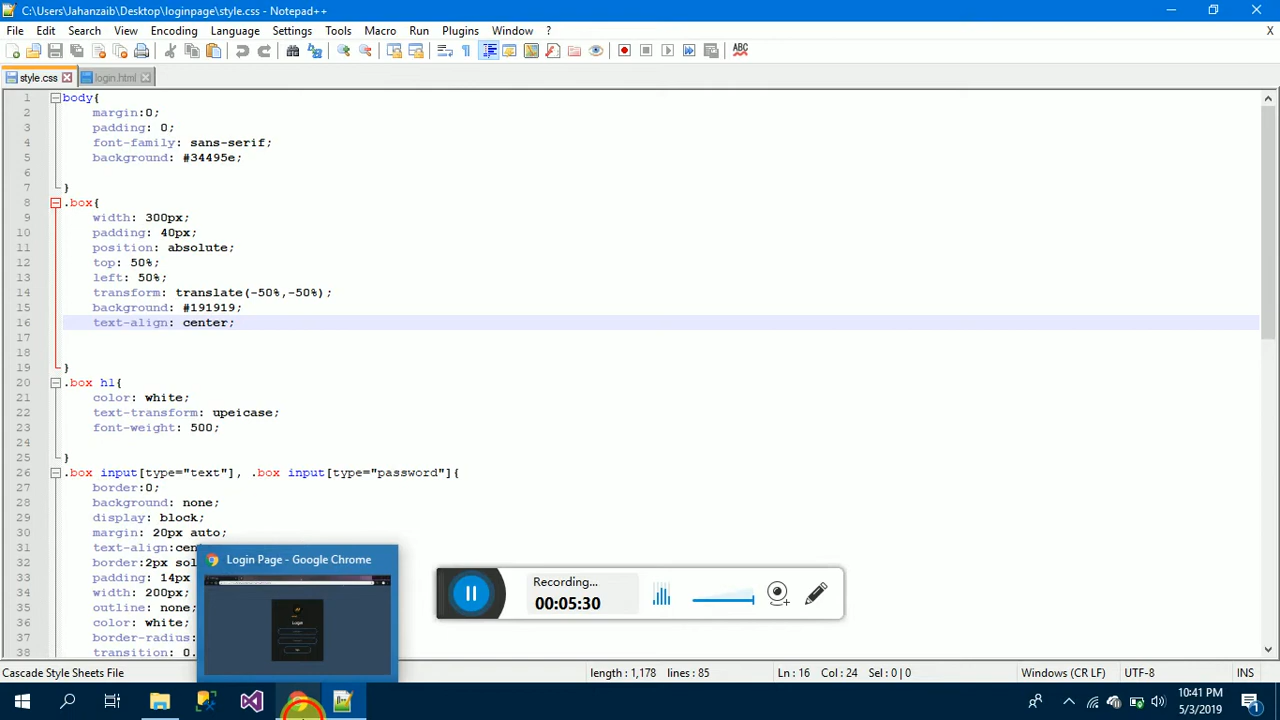 C:\Users\Jahanzaib\Desktop\loginpage\style.css - Notepad++
File Edit Search View Encoding Language Settings Tools Macro Run Plugins Window ? X
ABC
style.css login.html
1 body{
2 margin:0;
3 padding: 0;
4 font-family: sans-serif;
5 background: #34495e;
6
7 }
8 .box{
9 width: 300px;
10 padding: 40px;
11 position: absolute;
12 top: 50%;
13 left: 50%;
14 transform: translate(-50%,-50%);
15 background: #191919;
16 text-align: center;
17
18
19 }
20 .box h1{
21 color: white;
22 text-transform: upeicase;
23 font-weight: 500;
24
25 }
26 .box input[type="text"], .box input[type="password"]{
27 border:0;
28 background: none;
29 display: block;
30 margin: 20px auto;
31 text-align:cen
32 border:2px sol
33 padding: 14px
34 width: 200px;
35 outline: none;
36 color: white;
37 border-radius:
38 transition: 0.
Login Page - Google Chrome
Login
Recording...
00:05:30
Cascade Style Sheets File length : 1,178 lines : 85 Ln : 16 Col : 24 Sel : 0 | 0 Windows (CR LF) UTF-8 INS
10:41 PM
5/3/2019
1